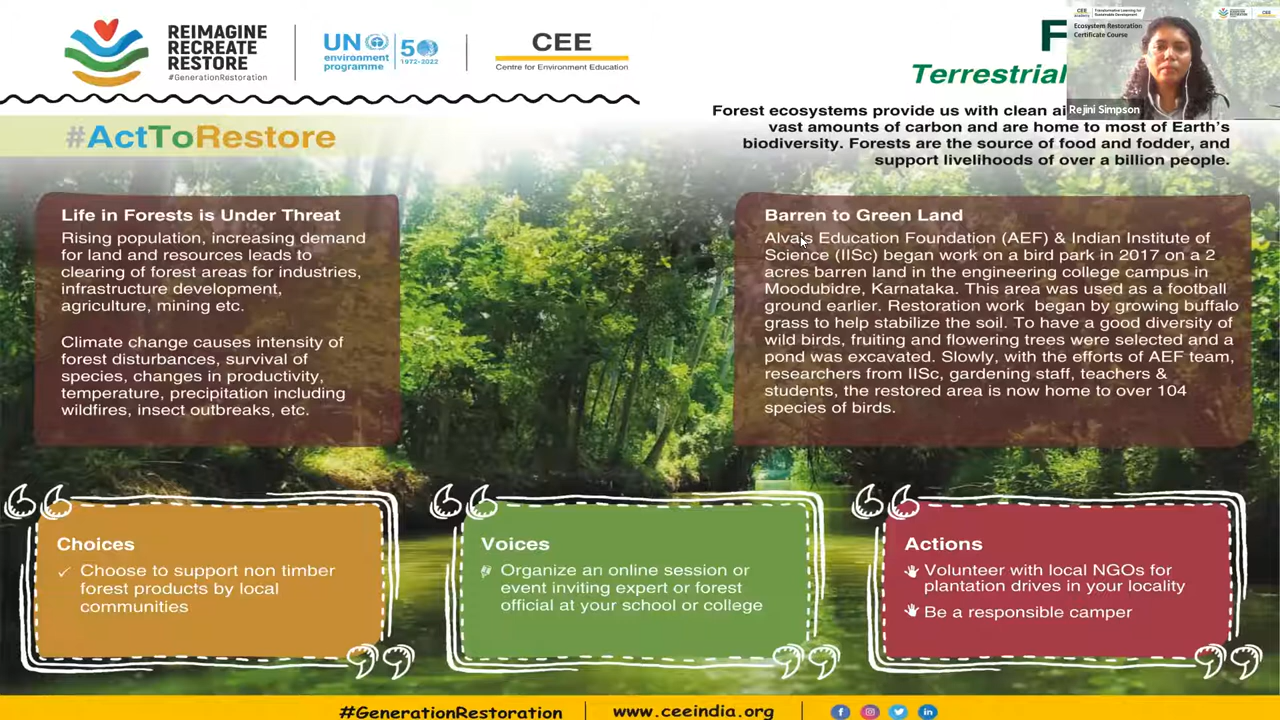 REIMAGINE
RECREATE
RESTORE
#GenerationRestoration
UN
environment
programme
50
1972-2022
CEE
Centre for Environment Education
CEE
Academy
Transformative Learning for
Sustainable Development
CEE
Ecosystem Restoration
Certificate Course
Rejini Simpson
F
Terrestrial
#ActToRestore
Forest ecosystems provide us with clean ai
vast amounts of carbon and are home to most of Earth's
biodiversity. Forests are the source of food and fodder, and
support livelihoods of over a billion people.
Life in Forests is Under Threat
Rising population, increasing demand
for land and resources leads to
clearing of forest areas for industries,
infrastructure development,
agriculture, mining etc.
Climate change causes intensity of
forest disturbances, survival of
species, changes in productivity,
temperature, precipitation including
wildfires, insect outbreaks, etc.
Barren to Green Land
Alva's Education Foundation (AEF) & Indian Institute of
Science (IISc) began work on a bird park in 2017 on a 2
acres barren land in the engineering college campus in
Moodubidre, Karnataka. This area was used as a football
ground earlier. Restoration work began by growing buffalo
grass to help stabilize the soil. To have a good diversity of
wild birds, fruiting and flowering trees were selected and a
pond was excavated. Slowly, with the efforts of AEF team,
researchers from IISc, gardening staff, teachers &
students, the restored area is now home to over 104
species of birds.
Choices
Choose to support non timber
forest products by local
communities
Voices
Organize an online session or
event inviting expert or forest
official at your school or college
Actions
Volunteer with local NGOs for
plantation drives in your locality
Be a responsible camper
#GenerationRestoration
www.ceeindia.org